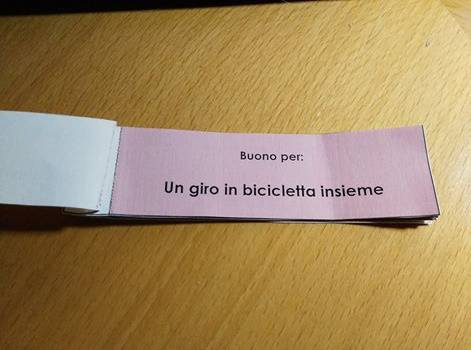 Buono per:
Un giro in bicicletta insieme